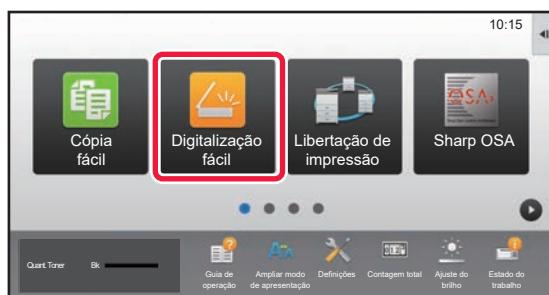 10:15
Cópia
fácil
Digitalização
fácil
Libertação de
impressão
OSA
Sharp OSA
Quant. Toner Bk
Guia de
operação
Ampliar modo
de apresentação
Definições
Contagem total
Ajuste do
brilho
Estado do
trabalho